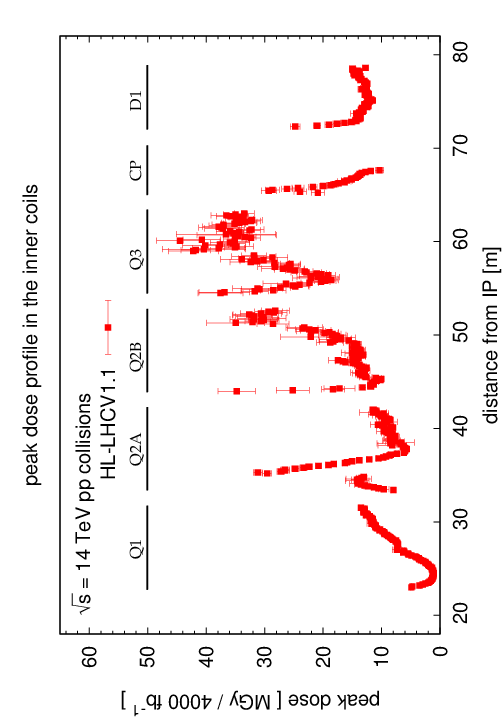 peak dose profile in the inner coils
√s = 14 TeV pp collisions
HL-LHCV1.1
Q1 Q2A Q2B Q3 CP D1
peak dose [ MGy / 4000 fb⁻¹ ]
60
50
40
30
20
10
0
20 30 40 50 60 70 80
distance from IP [m]